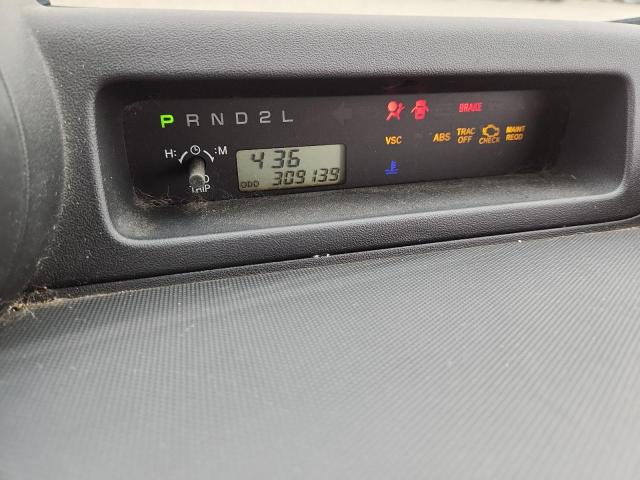 P R N D 2 L
BRAKE
H: :M
4 36
VSC
ABS
TRAC OFF
CHECK
MAINT REQD
ODO 309139
TRIP